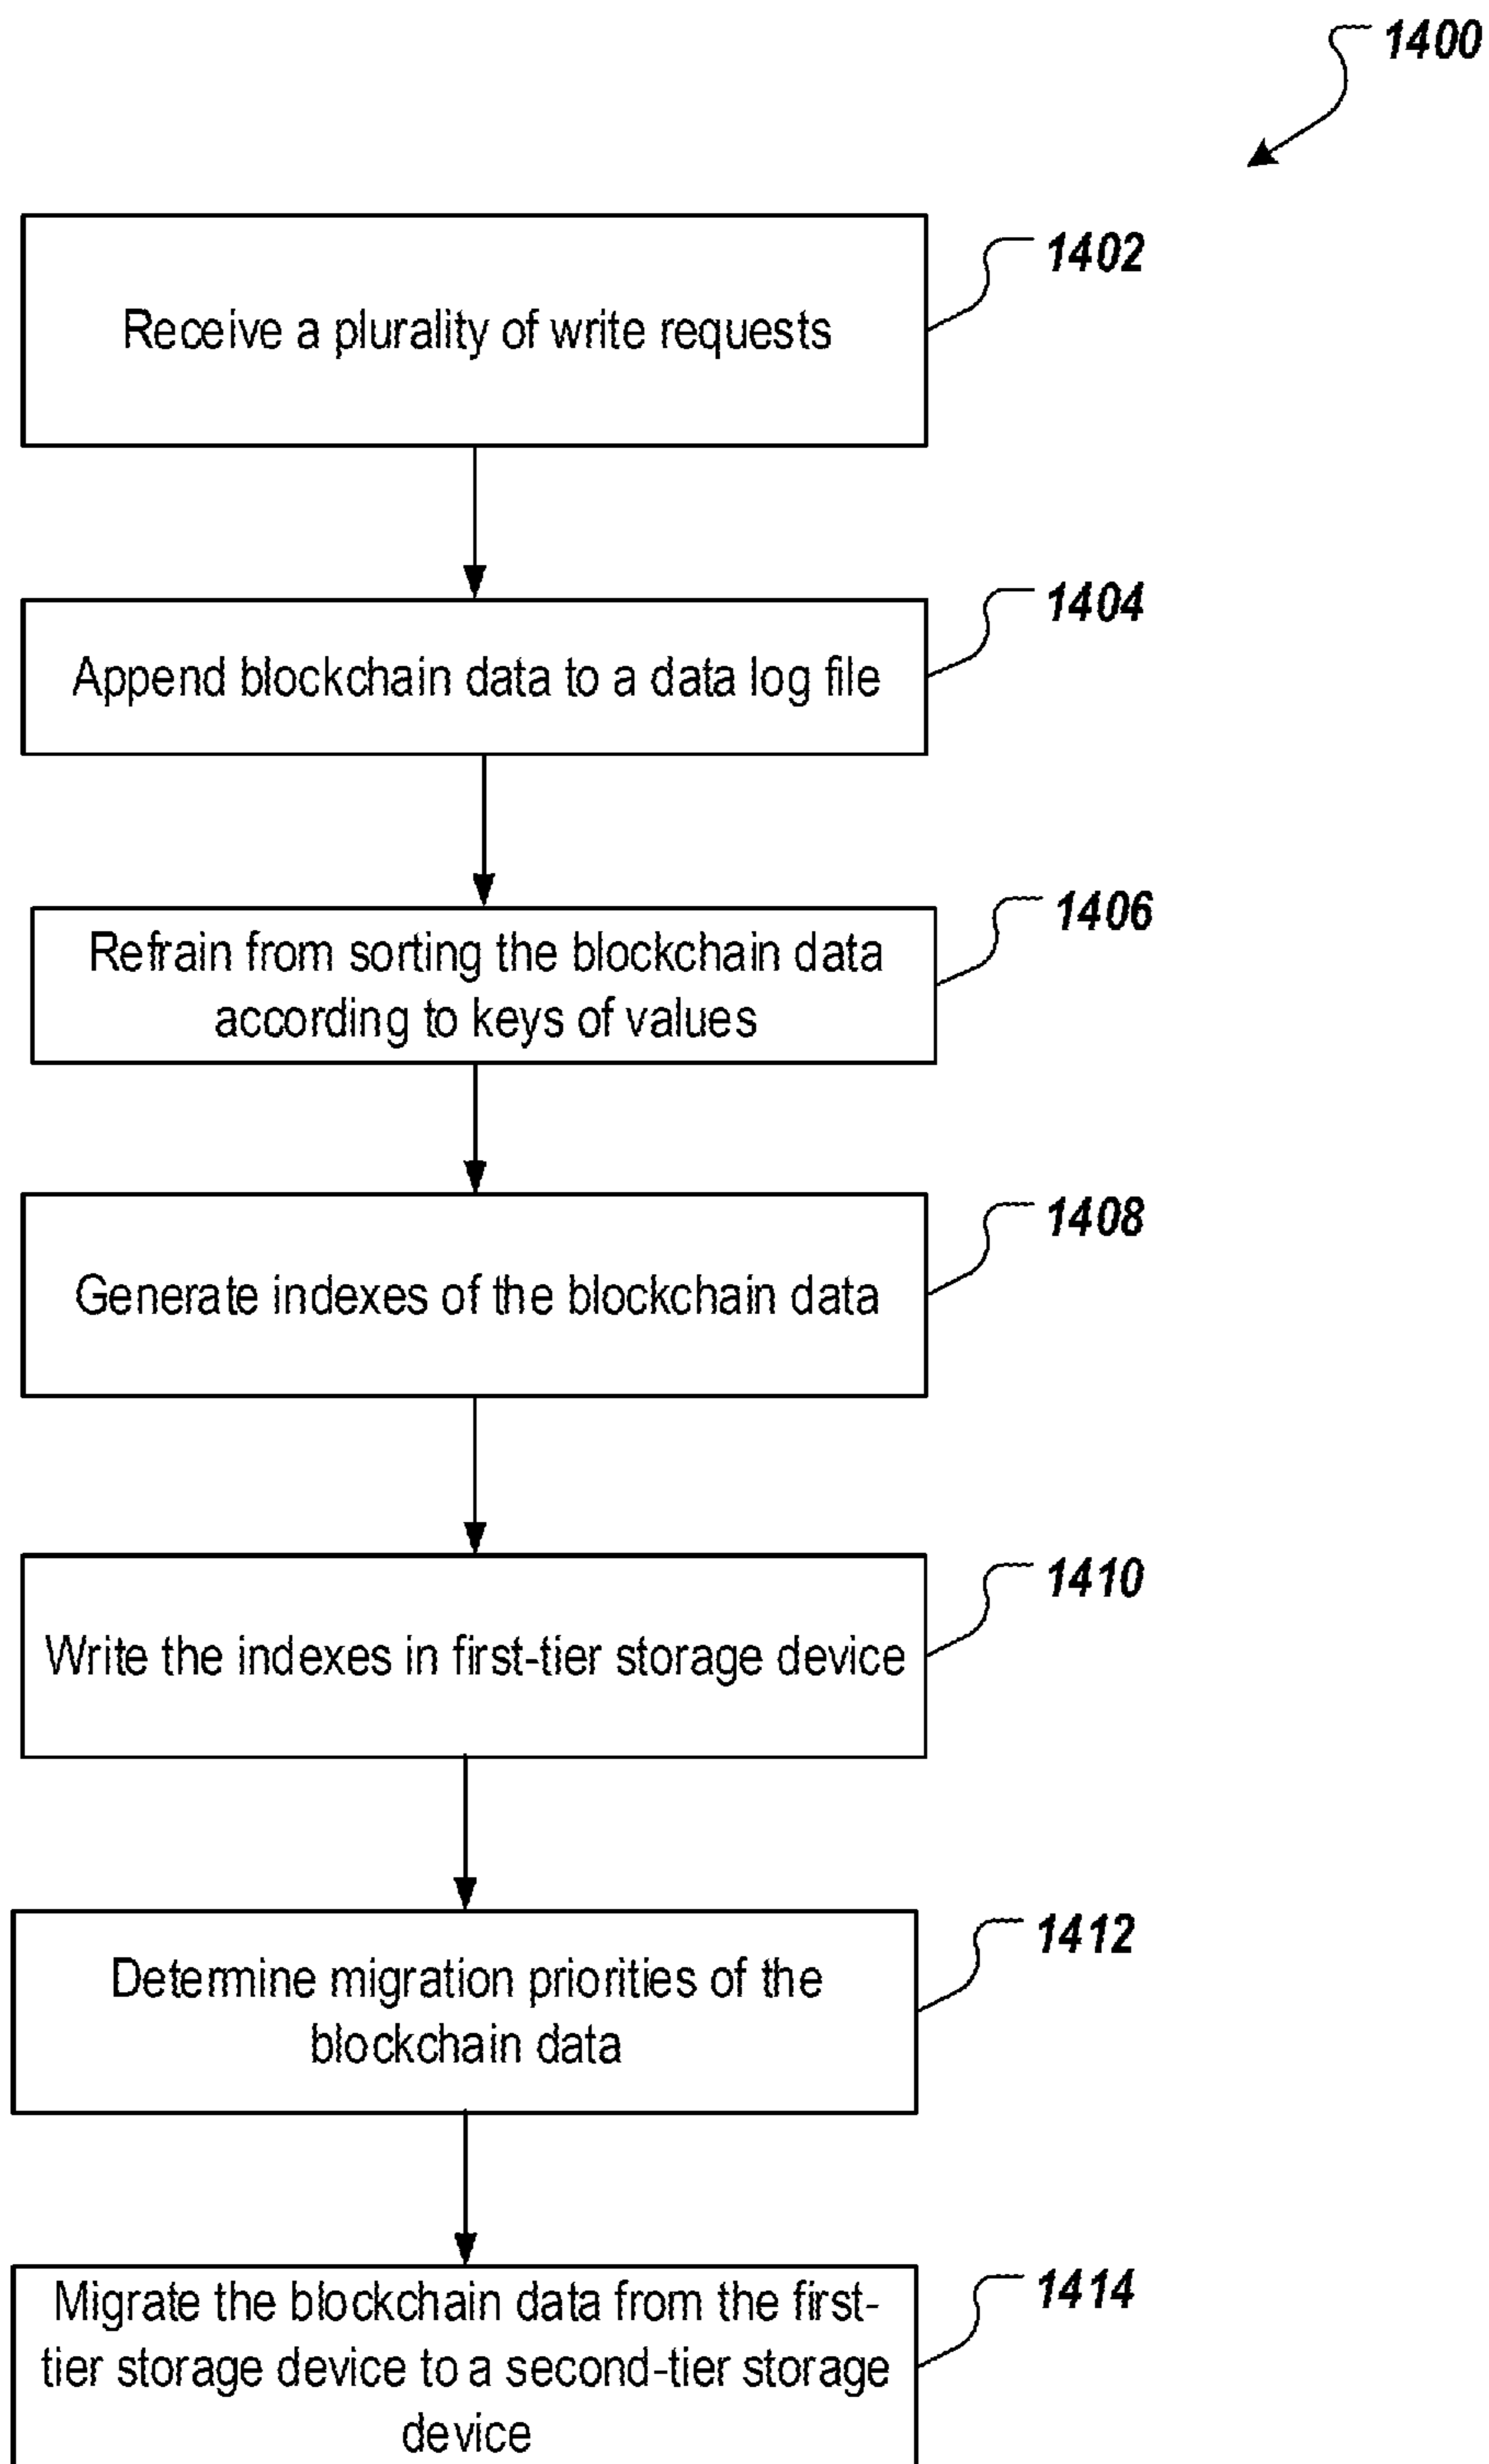 1400
1402
Receive a plurality of write requests
1404
Append blockchain data to a data log file
1406
Refrain from sorting the blockchain data
according to keys of values
1408
Generate indexes of the blockchain data
1410
Write the indexes in first-tier storage device
1412
Determine migration priorities of the
blockchain data
1414
Migrate the blockchain data from the first-
tier storage device to a second-tier storage
device